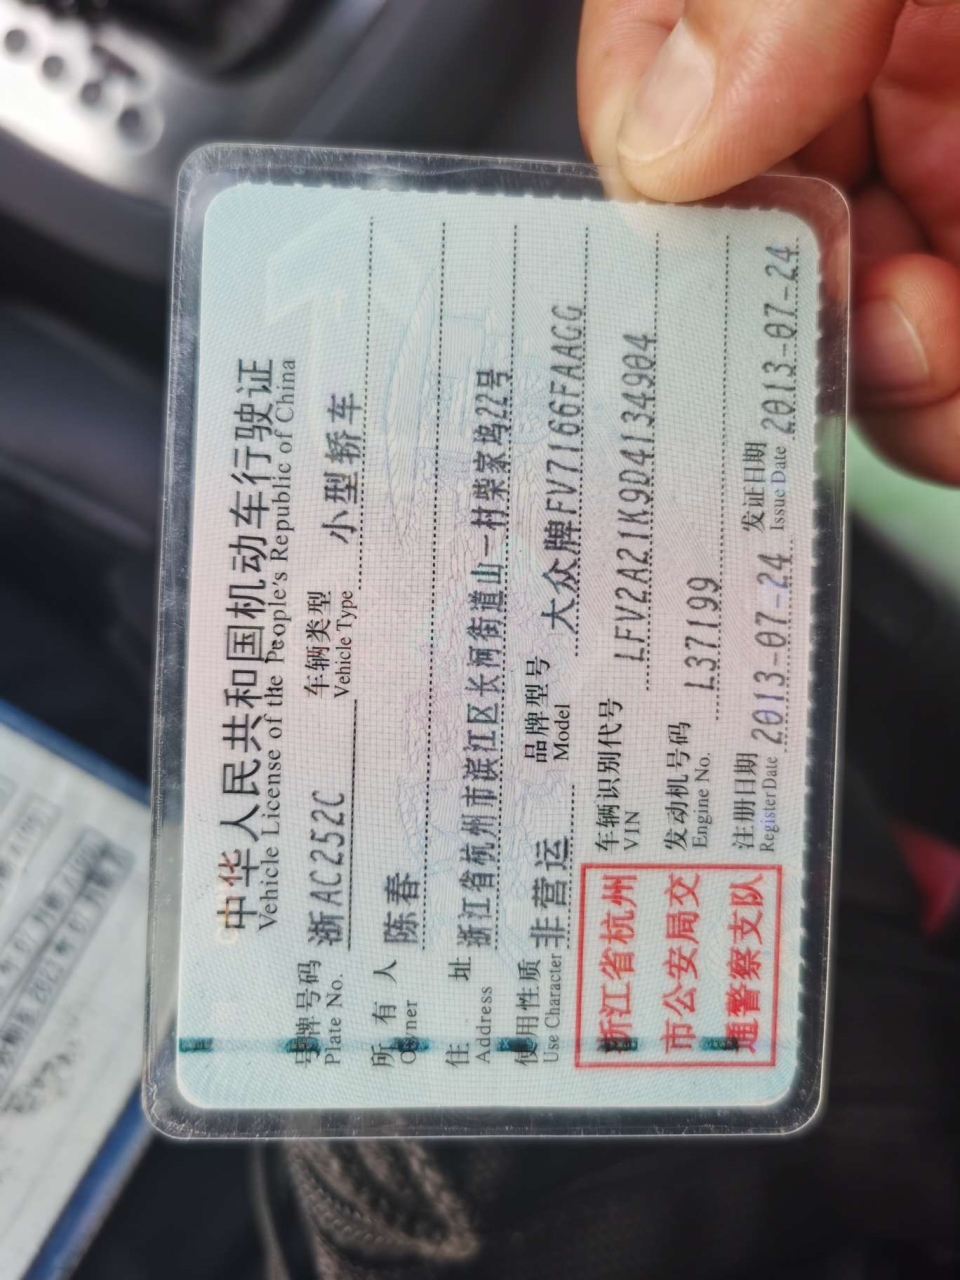 中华人民共和国机动车行驶证
Vehicle License of the People's Republic of China
号牌号码 浙AC252C 车辆类型 小型轿车
Plate No. Vehicle Type
所有人 陈春
Owner
住址 浙江省杭州市滨江区长河街道山一村柴家坞22号
Address
使用性质 非营运 品牌型号 大众牌FV7166FAAGG
Use Character Model
浙江省杭州
市公安局交
通警察支队
车辆识别代号 LFV2A21K9D4134904
VIN
发动机号码 L37199
Engine No.
注册日期 2013-07-24 发证日期 2013-07-24
Register Date Issue Date